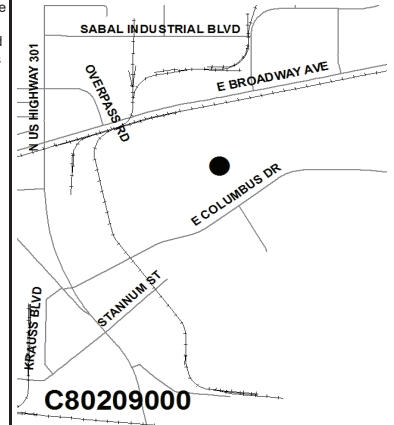 SABAL INDUSTRIAL BLVD
N US HIGHWAY 301
OVERPASS RD
E BROADWAY AVE
E COLUMBUS DR
STANNUM ST
KRAUSS BLVD
C80209000